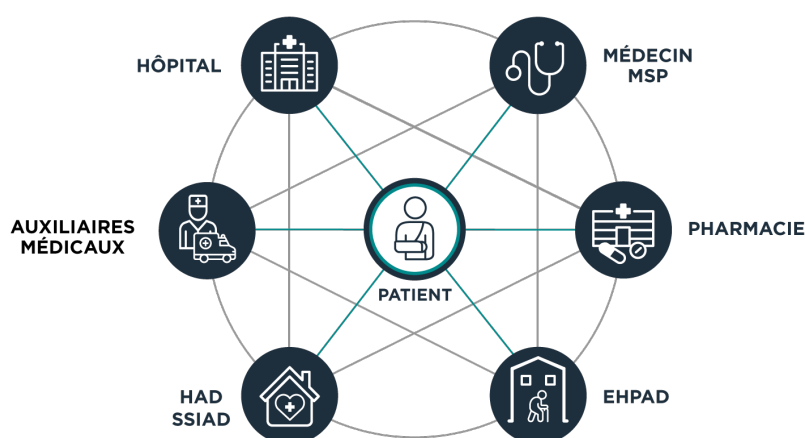 HÔPITAL
MÉDECIN
MSP
AUXILIAIRES
MÉDICAUX
PHARMACIE
PATIENT
HAD
SSIAD
EHPAD